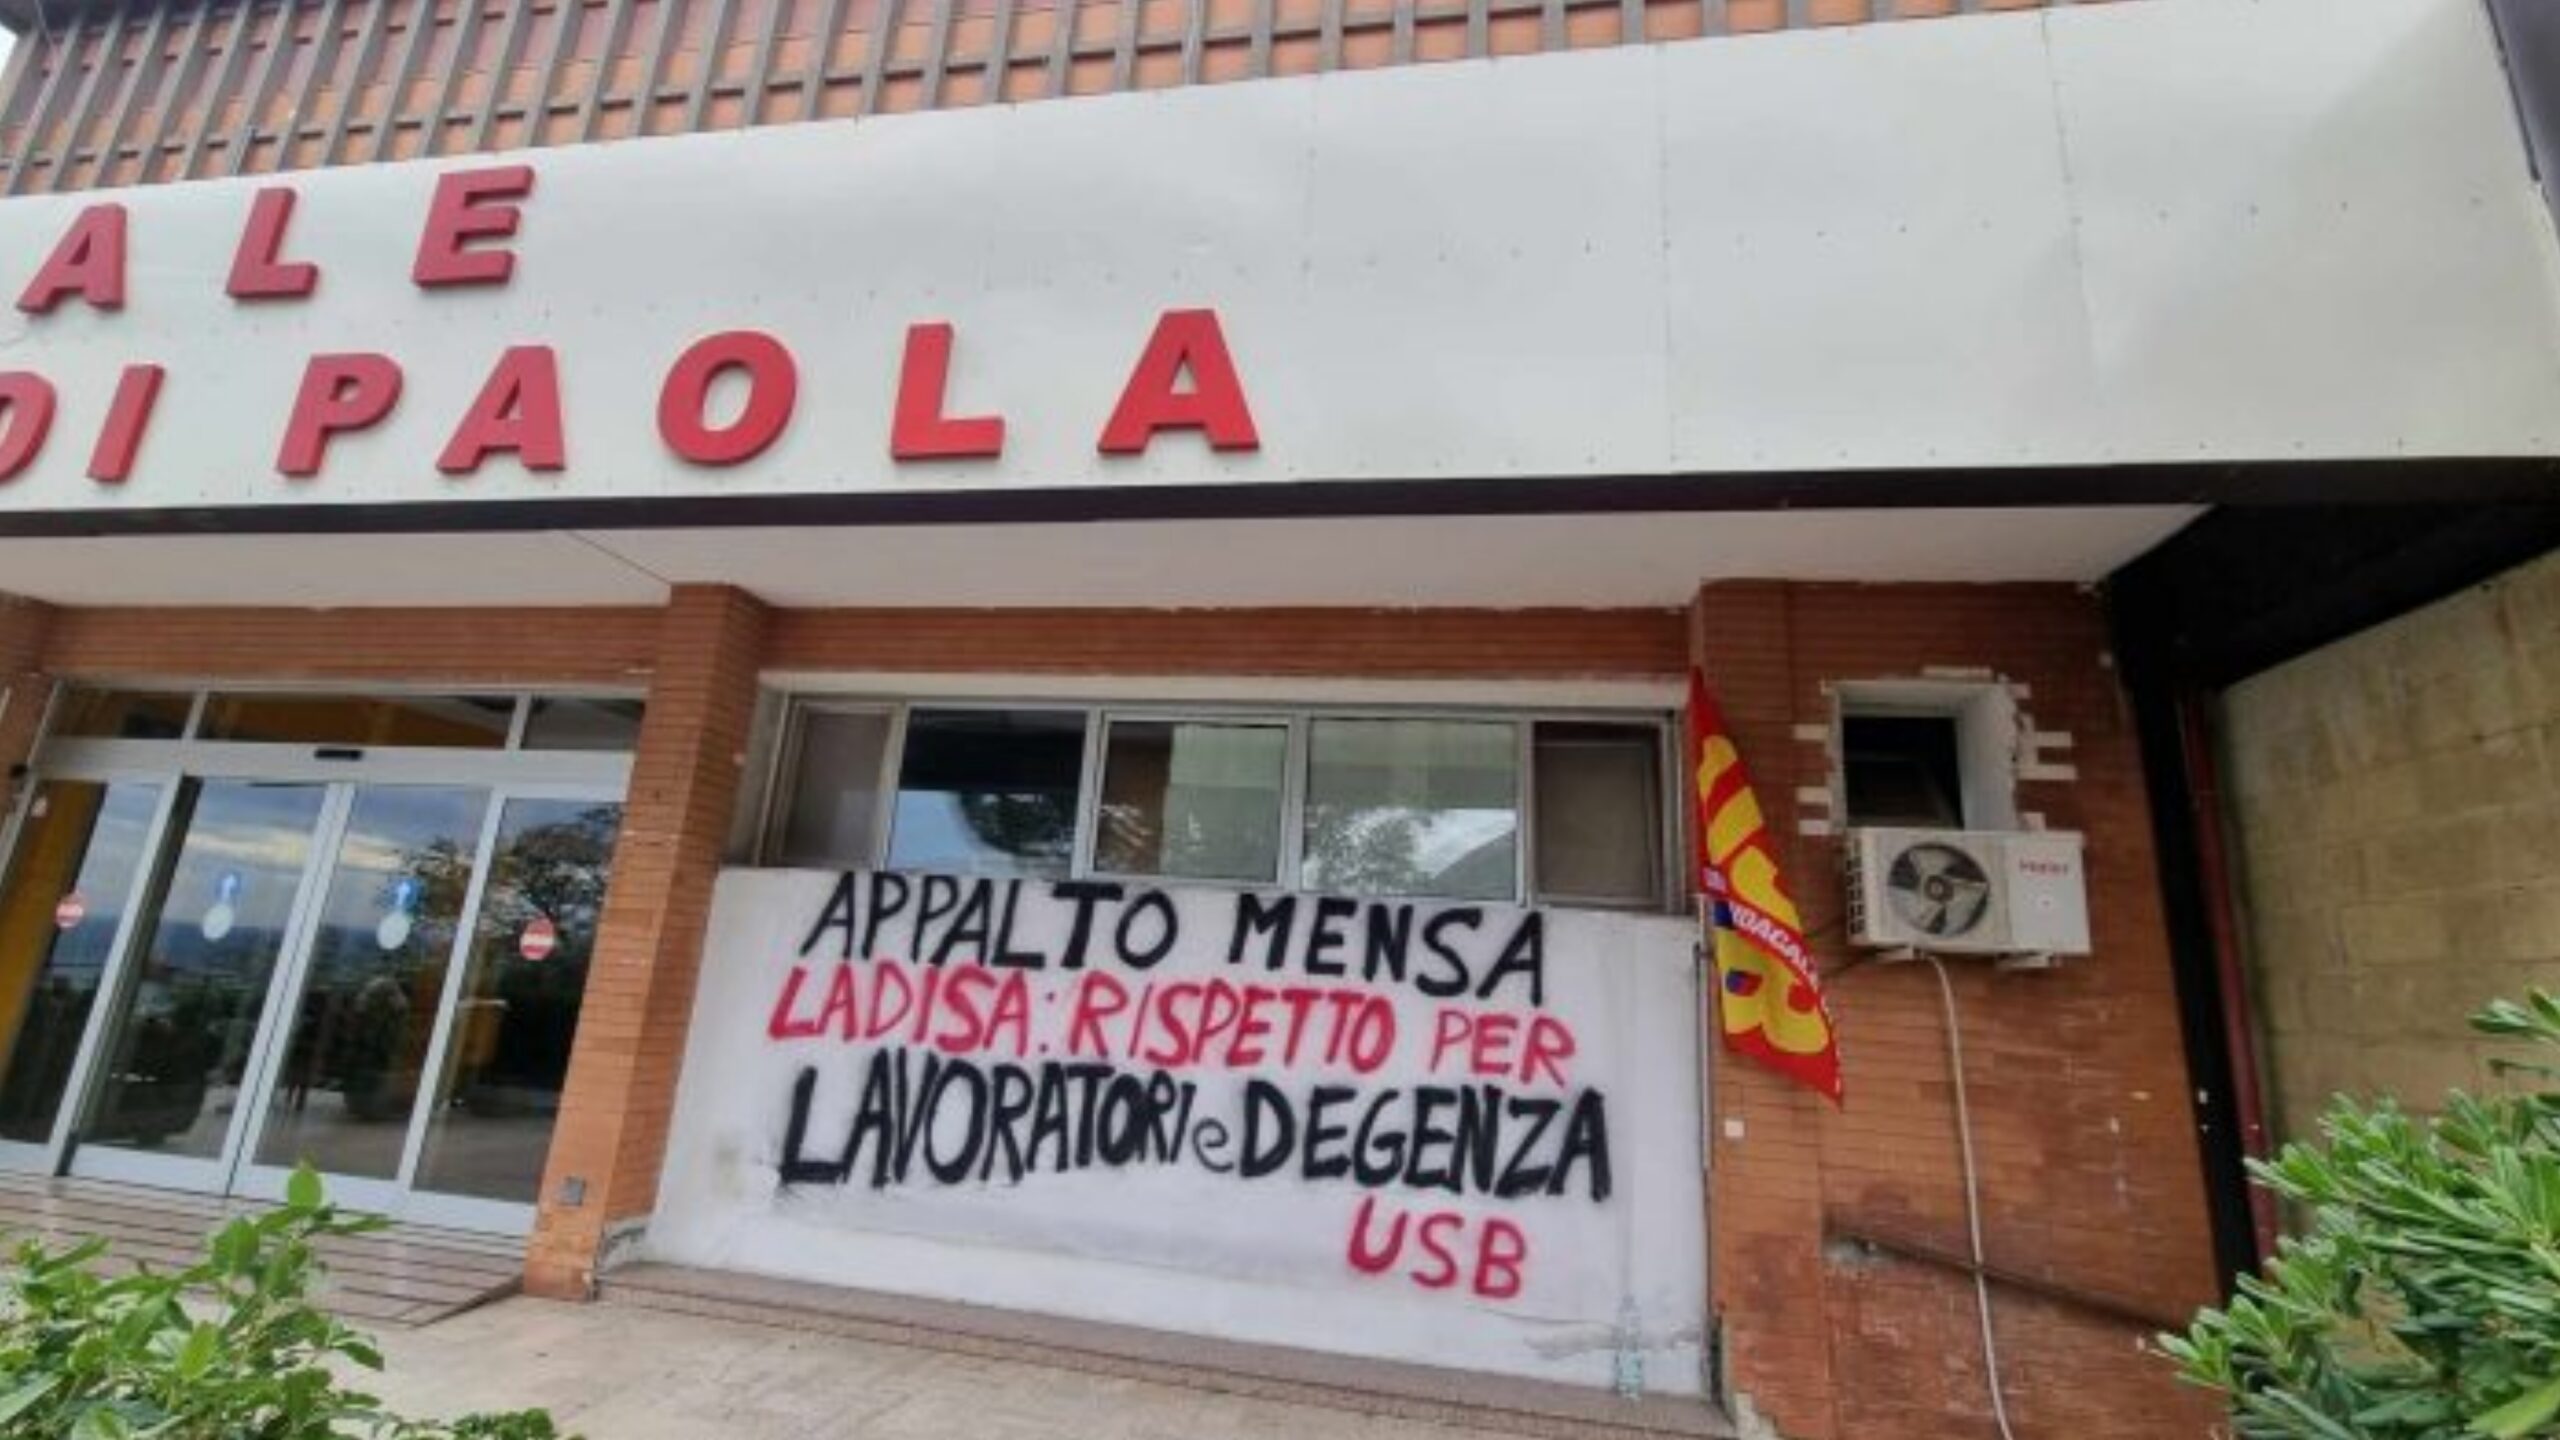 ALE
DI PAOLA
APPALTO MENSA
LADISA: RISPETTO PER
LAVORATORI e DEGENZA
USB